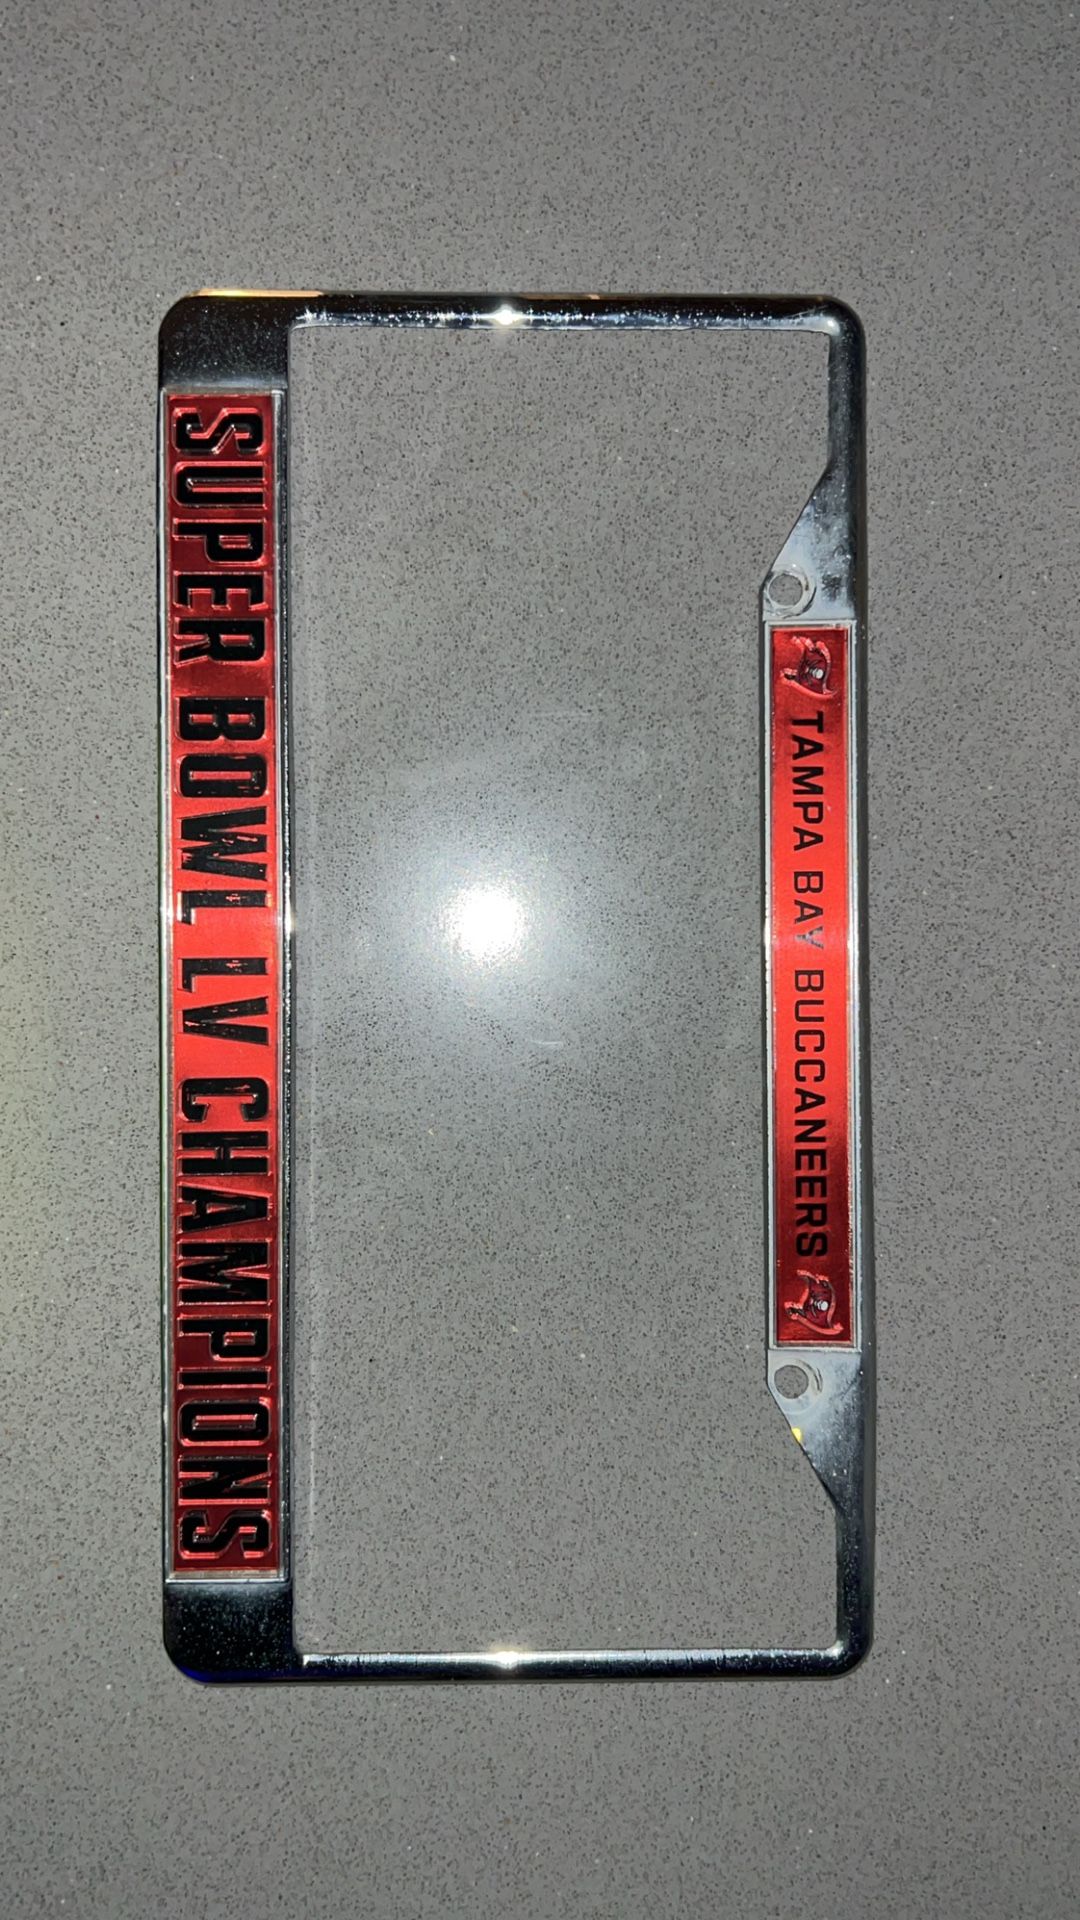 TAMPA BAY BUCCANEERS
SUPER BOWL LV CHAMPIONS